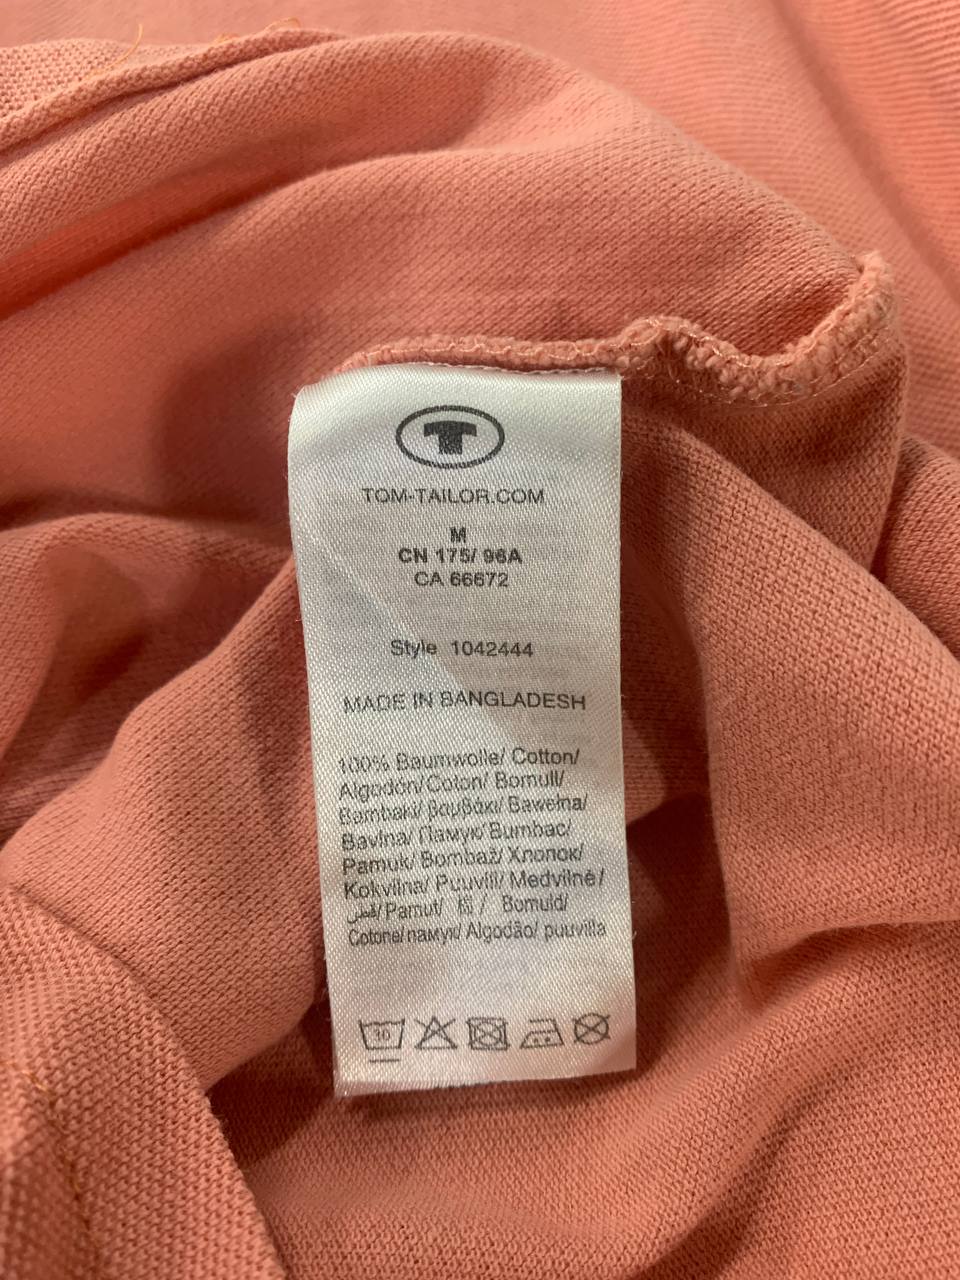 T
TOM-TAILOR.COM
M
CN 175/ 96A
CA 66672
Style 1042444
MADE IN BANGLADESH
100% Baumwolle/ Cotton/
Algodón/Coton/ Bomull/
Bambaki/ βαμβάκι/ Bawełna/
Bavlna/ Памук/ Bumbac/
Pamuk/ Bombaž/ Хлопок/
Kokvilna/ Puuvill/ Medvilnė/
قطن/ Pamut/ 棉 / Bomuld/
Cotone/памук/ Algodão/ puuvilla
30